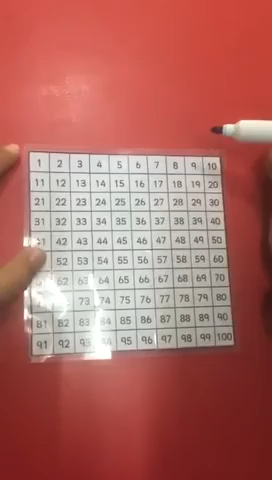 1 2 3 4 5 6 7 8 9 10
11 12 13 14 15 16 17 18 19 20
21 22 23 24 25 26 27 28 29 30
31 32 33 34 35 36 37 38 39 40
42 43 44 45 46 47 48 49 50
52 53 54 55 56 57 58 59 60
62 63 64 65 66 67 68 69 70
73 74 75 76 77 78 79 80
81 82 83 84 85 86 87 88 89 90
91 92 93 94 95 96 97 98 99 100